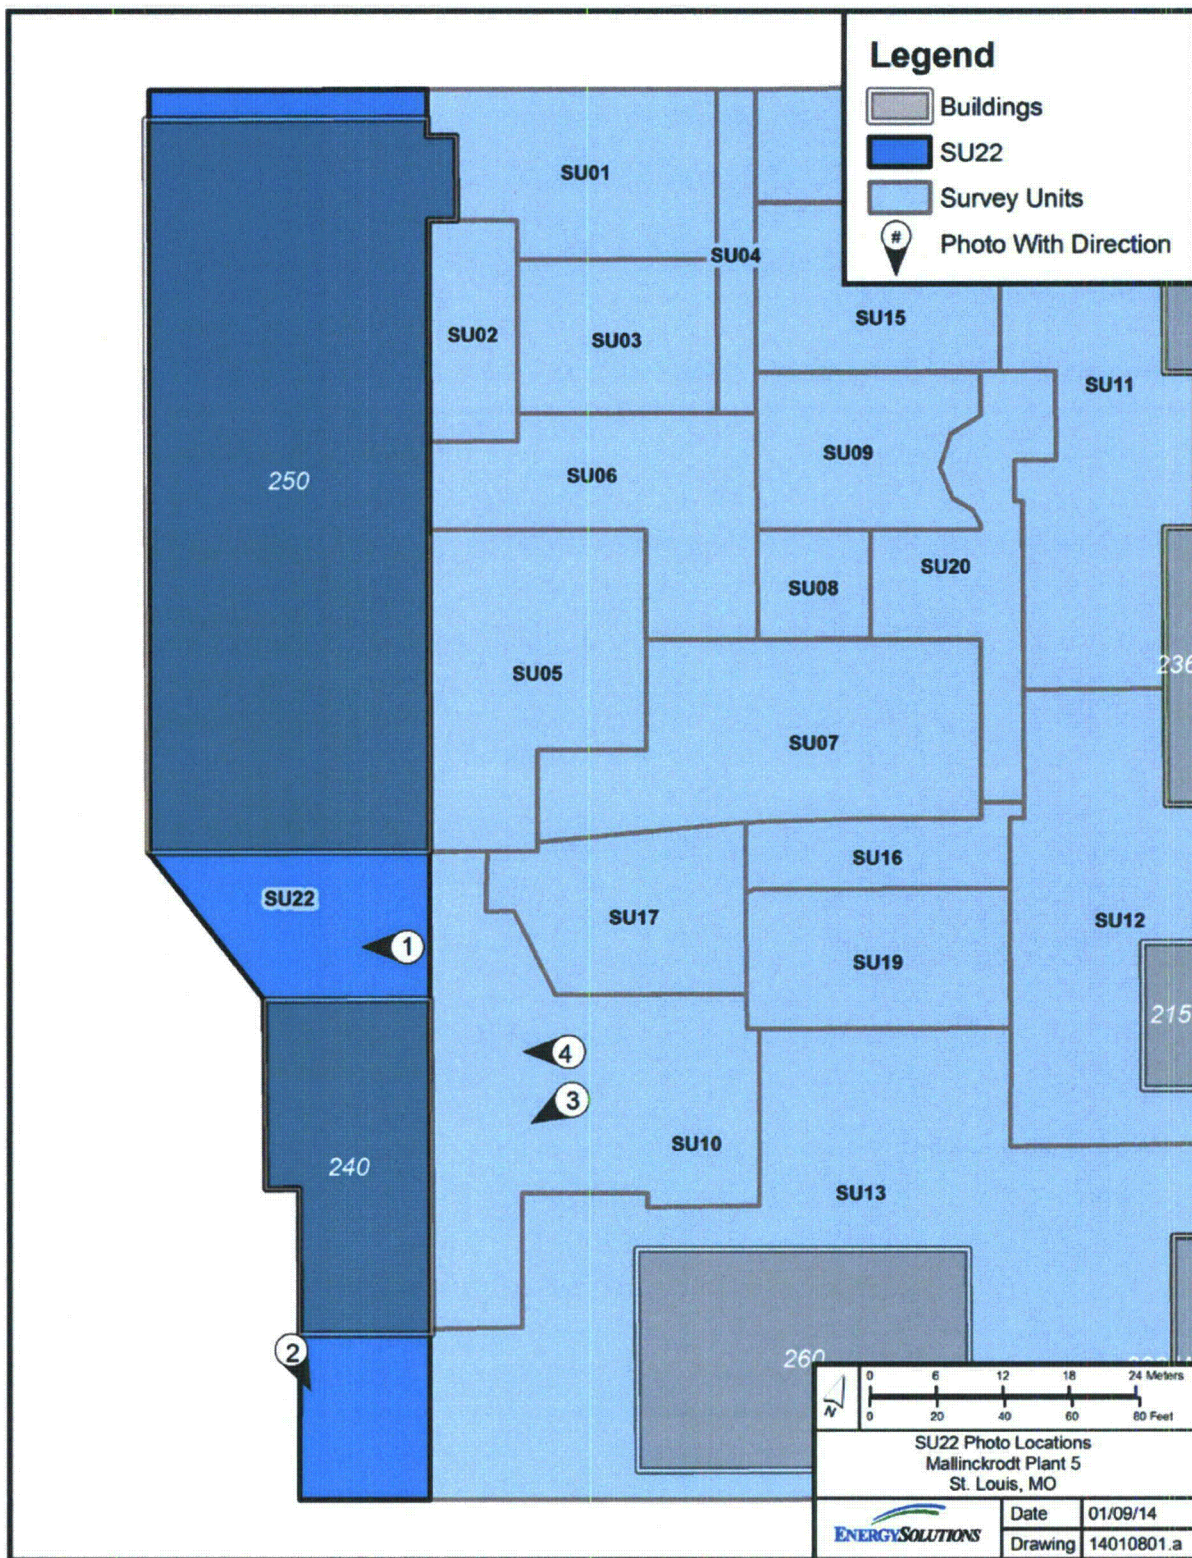 Legend
Buildings
SU22
Survey Units
# Photo With Direction
SU01
SU04
SU15
SU02
SU03
SU11
SU09
SU06
250
SU20
SU08
236
SU05
SU07
SU16
SU22
SU17
SU12
1
SU19
215
4
3
SU10
240
SU13
2
260
0 6 12 18 24 Meters
N
0 20 40 60 80 Feet
SU22 Photo Locations
Mallinckrodt Plant 5
St. Louis, MO
ENERGYSOLUTIONS
Date 01/09/14
Drawing 14010801.a